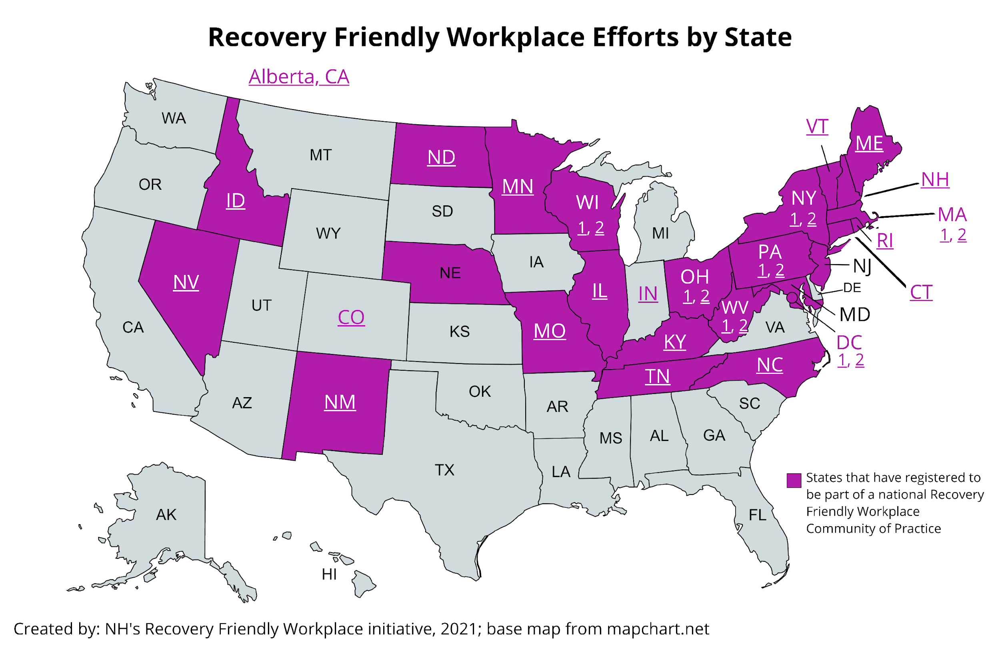 Recovery Friendly Workplace Efforts by State
Alberta, CA
WA
MT
ND
MN
VT
ME
OR
ID
SD
WI
1, 2
MI
NY
1, 2
NH
MA
1, 2
RI
WY
IA
NE
NV
UT
CO
KS
MO
IL
IN
OH
1, 2
PA
1, 2
NJ
DE
CT
WV
1, 2
MD
VA
DC
1, 2
CA
KY
NC
TN
AZ
NM
OK
AR
SC
MS
AL
GA
TX
LA
AK
FL
HI
States that have registered to
be part of a national Recovery
Friendly Workplace
Community of Practice
Created by: NH's Recovery Friendly Workplace initiative, 2021; base map from mapchart.net